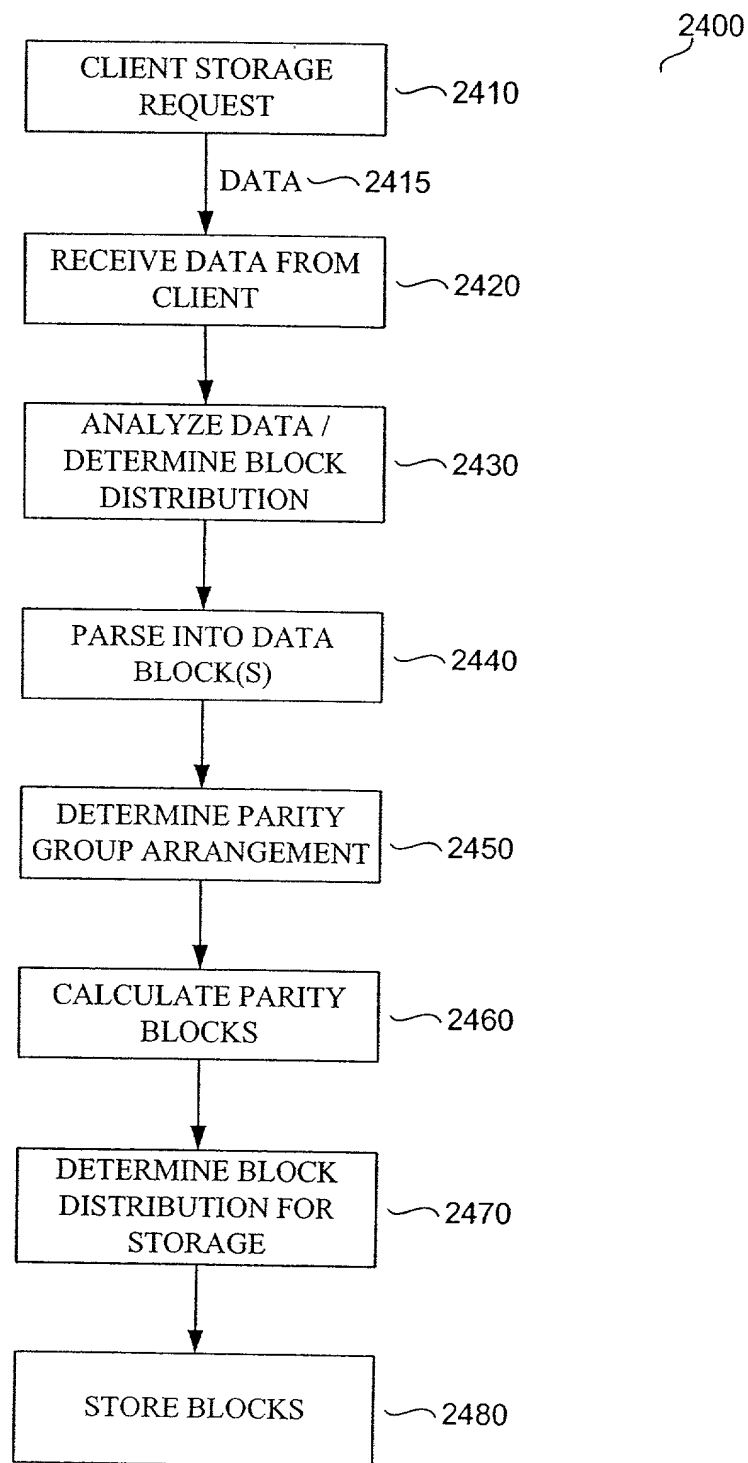 2400
CLIENT STORAGE
REQUEST
2410
DATA
2415
RECEIVE DATA FROM
CLIENT
2420
ANALYZE DATA /
DETERMINE BLOCK
DISTRIBUTION
2430
PARSE INTO DATA
BLOCK(S)
2440
DETERMINE PARITY
GROUP ARRANGEMENT
2450
CALCULATE PARITY
BLOCKS
2460
DETERMINE BLOCK
DISTRIBUTION FOR
STORAGE
2470
STORE BLOCKS
2480